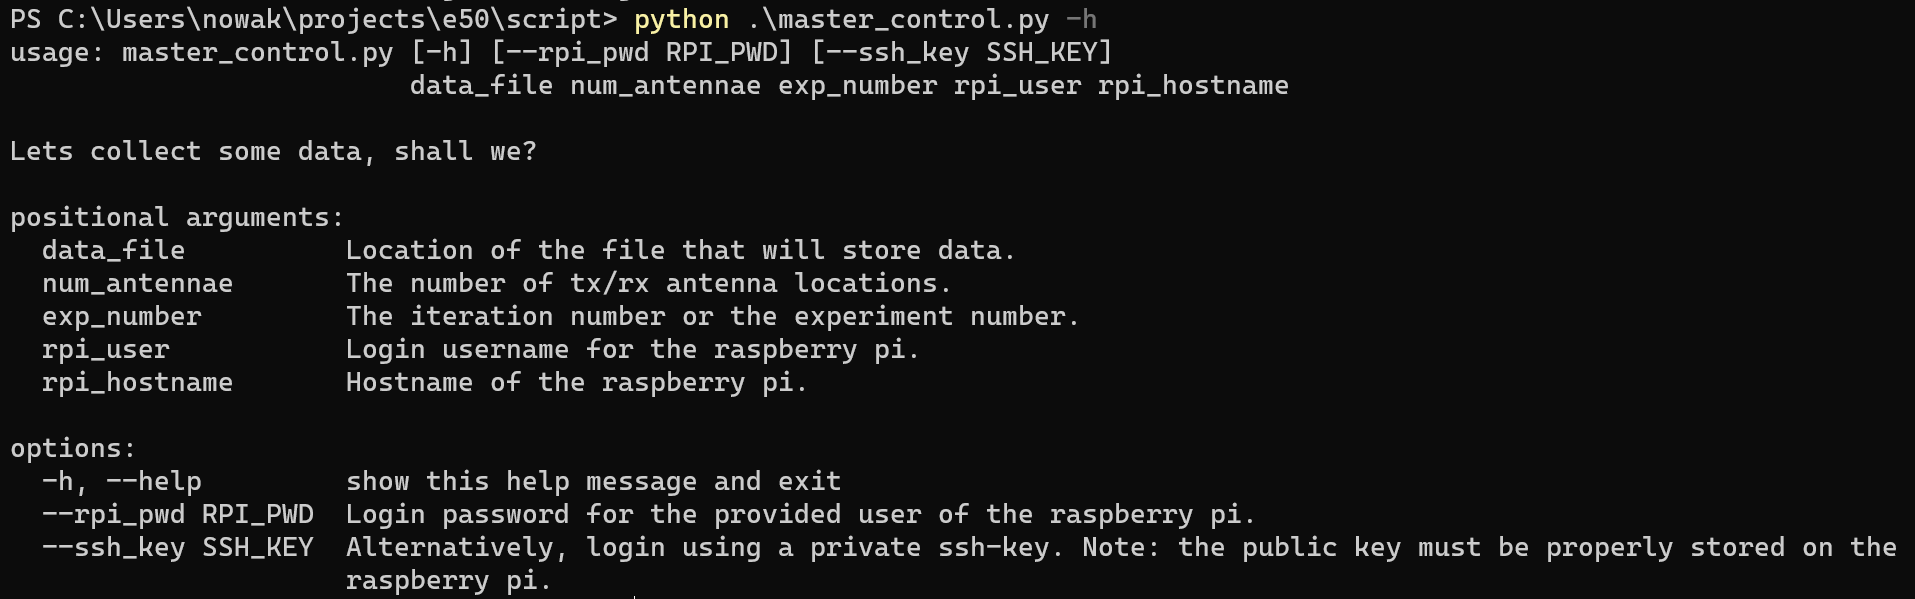 PS C:\Users\nowak\projects\e50\script> python .\master_control.py -h
usage: master_control.py [-h] [--rpi_pwd RPI_PWD] [--ssh_key SSH_KEY]
data_file num_antennae exp_number rpi_user rpi_hostname
Lets collect some data, shall we?
positional arguments:
data_file Location of the file that will store data.
num_antennae The number of tx/rx antenna locations.
exp_number The iteration number or the experiment number.
rpi_user Login username for the raspberry pi.
rpi_hostname Hostname of the raspberry pi.
options:
-h, --help show this help message and exit
--rpi_pwd RPI_PWD Login password for the provided user of the raspberry pi.
--ssh_key SSH_KEY Alternatively, login using a private ssh-key. Note: the public key must be properly stored on the
raspberry pi.